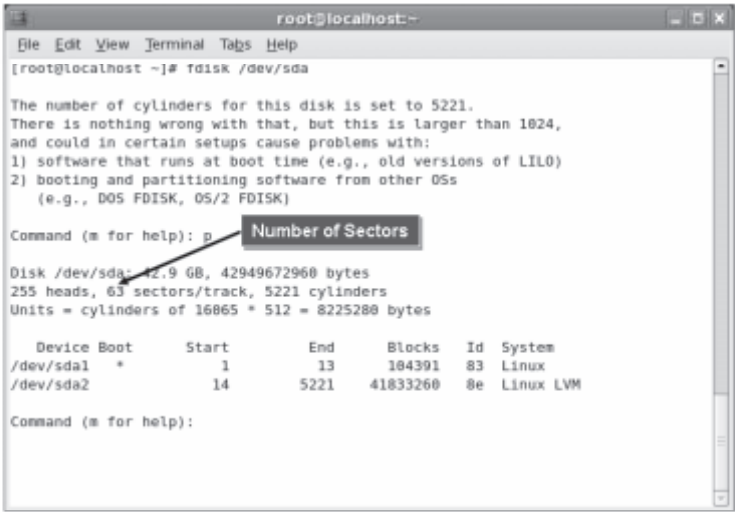 root@localhost:~
File Edit View Terminal Tabs Help
[root@localhost ~]# fdisk /dev/sda
The number of cylinders for this disk is set to 5221.
There is nothing wrong with that, but this is larger than 1024,
and could in certain setups cause problems with:
1) software that runs at boot time (e.g., old versions of LILO)
2) booting and partitioning software from other OSs
(e.g., DOS FDISK, OS/2 FDISK)
Command (m for help): p
Number of Sectors
Disk /dev/sda: 42.9 GB, 42949672960 bytes
255 heads, 63 sectors/track, 5221 cylinders
Units = cylinders of 16065 * 512 = 8225280 bytes
Device Boot Start End Blocks Id System
/dev/sda1 * 1 13 104391 83 Linux
/dev/sda2 14 5221 41833260 8e Linux LVM
Command (m for help):